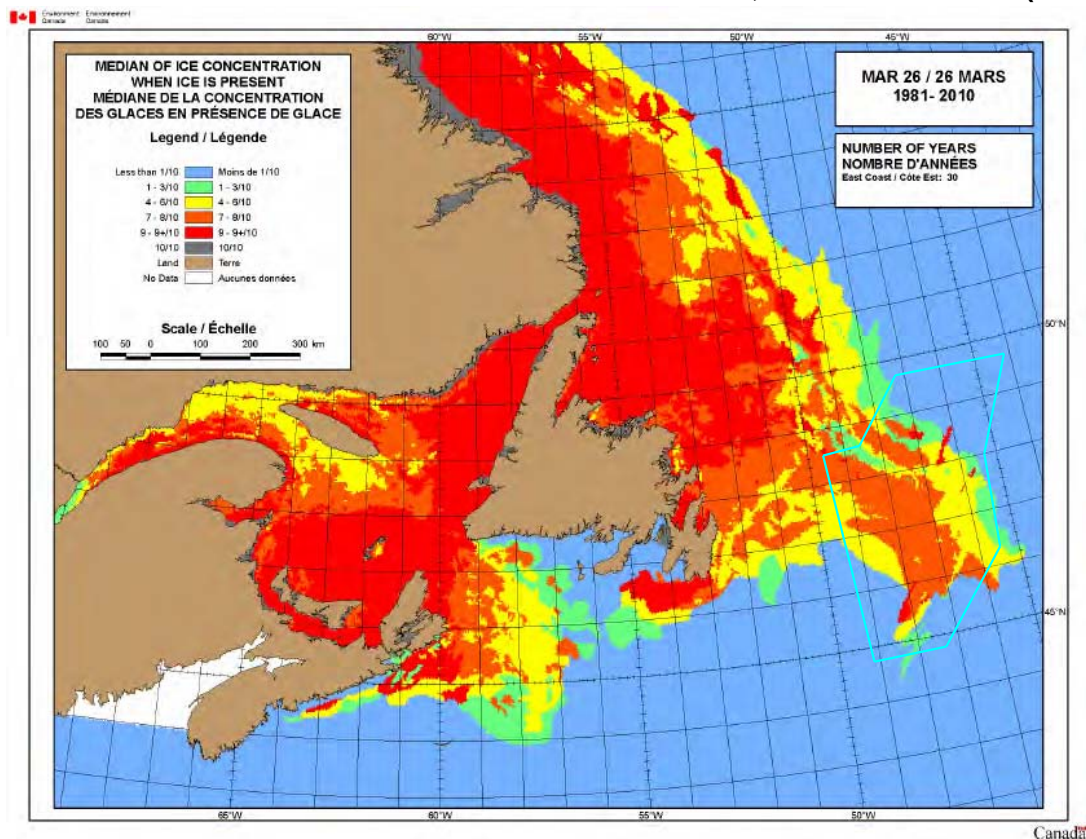 Environment Environnement
Canada Canada
60°W 55°W 50°W 45°W
MEDIAN OF ICE CONCENTRATION
WHEN ICE IS PRESENT
MÉDIANE DE LA CONCENTRATION
DES GLACES EN PRÉSENCE DE GLACE
Legend / Légende
Less than 1/10 Moins de 1/10
1 - 3/10 1 - 3/10
4 - 6/10 4 - 6/10
7 - 8/10 7 - 8/10
9 - 9+/10 9 - 9+/10
10/10 10/10
Land Terre
No Data Aucunes données
Scale / Échelle
100 50 0 100 200 300 km
MAR 26 / 26 MARS
1981- 2010
NUMBER OF YEARS
NOMBRE D'ANNÉES
East Coast / Côte Est: 30
50°N
45°N
65°W 60°W 55°W 50°W
Canada